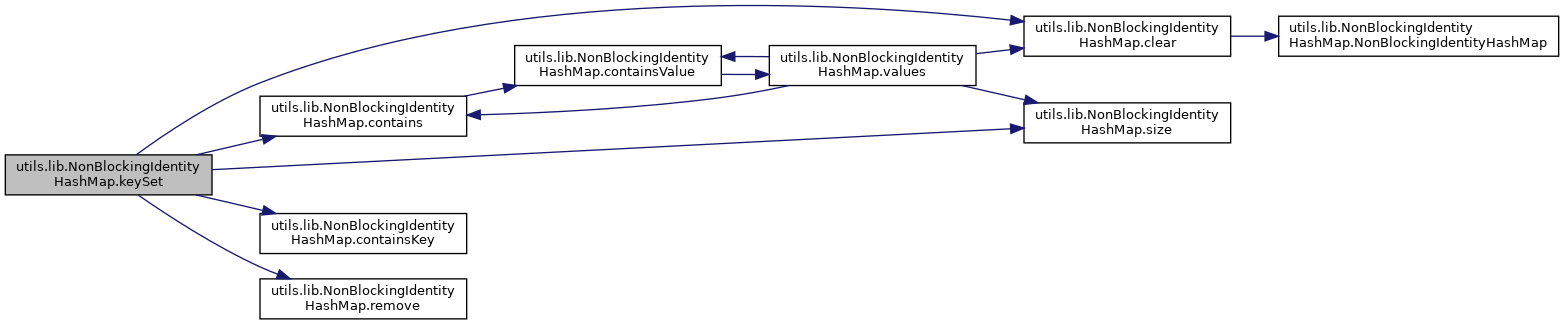 utils.lib.NonBlockingIdentity
HashMap.keySet
utils.lib.NonBlockingIdentity
HashMap.contains
utils.lib.NonBlockingIdentity
HashMap.containsKey
utils.lib.NonBlockingIdentity
HashMap.remove
utils.lib.NonBlockingIdentity
HashMap.containsValue
utils.lib.NonBlockingIdentity
HashMap.values
utils.lib.NonBlockingIdentity
HashMap.clear
utils.lib.NonBlockingIdentity
HashMap.size
utils.lib.NonBlockingIdentity
HashMap.NonBlockingIdentityHashMap